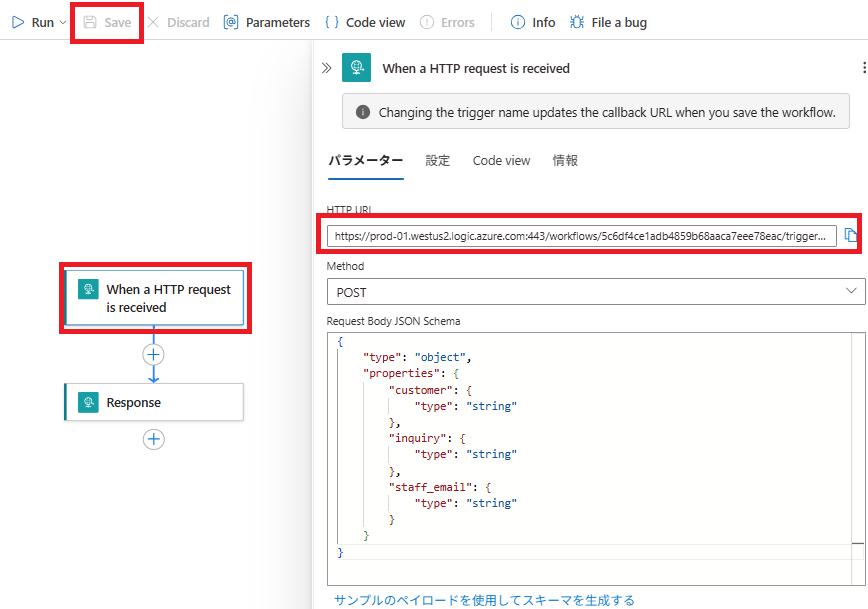 Run Save Discard Parameters { } Code view Errors Info File a bug
When a HTTP request is received
Changing the trigger name updates the callback URL when you save the workflow.
パラメーター 設定 Code view 情報
HTTP URL
https://prod-01.westus2.logic.azure.com:443/workflows/5c6df4ce1adb4859b68aaca7eee78eac/trigger...
Method
POST
Request Body JSON Schema
{
"type": "object",
"properties": {
"customer": {
"type": "string"
},
"inquiry": {
"type": "string"
},
"staff_email": {
"type": "string"
}
}
}
サンプルのペイロードを使用してスキーマを生成する
When a HTTP request
is received
Response